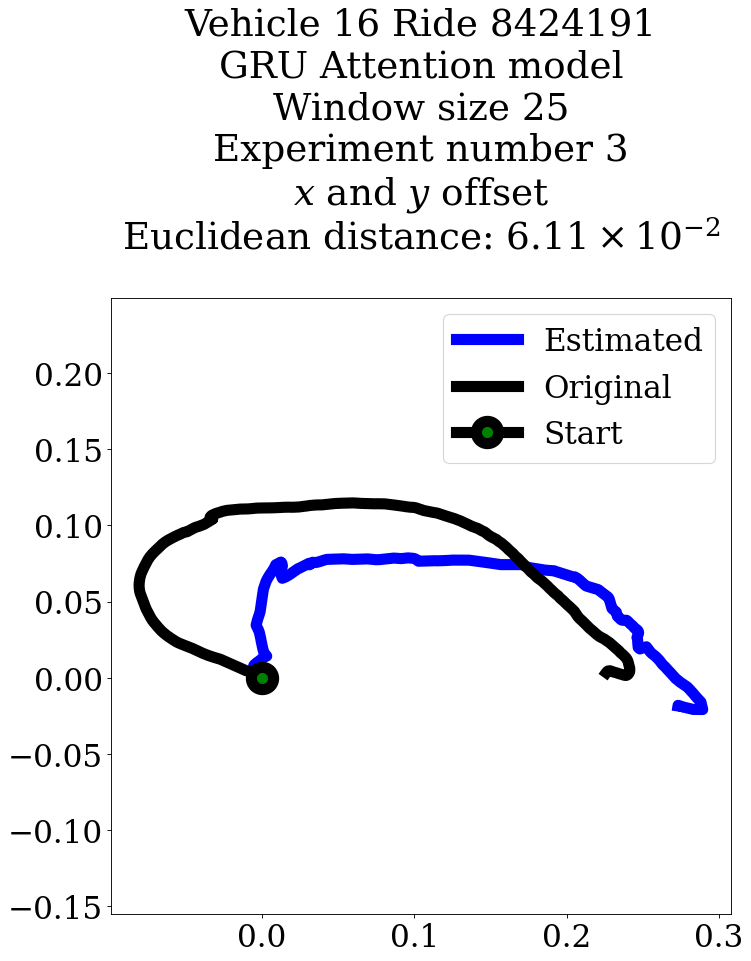 Vehicle 16 Ride 8424191
GRU Attention model
Window size 25
Experiment number 3
x and y offset
Euclidean distance: 6.11 × 10⁻²
Estimated
Original
Start
0.20
0.15
0.10
0.05
0.00
−0.05
−0.10
−0.15
0.0 0.1 0.2 0.3